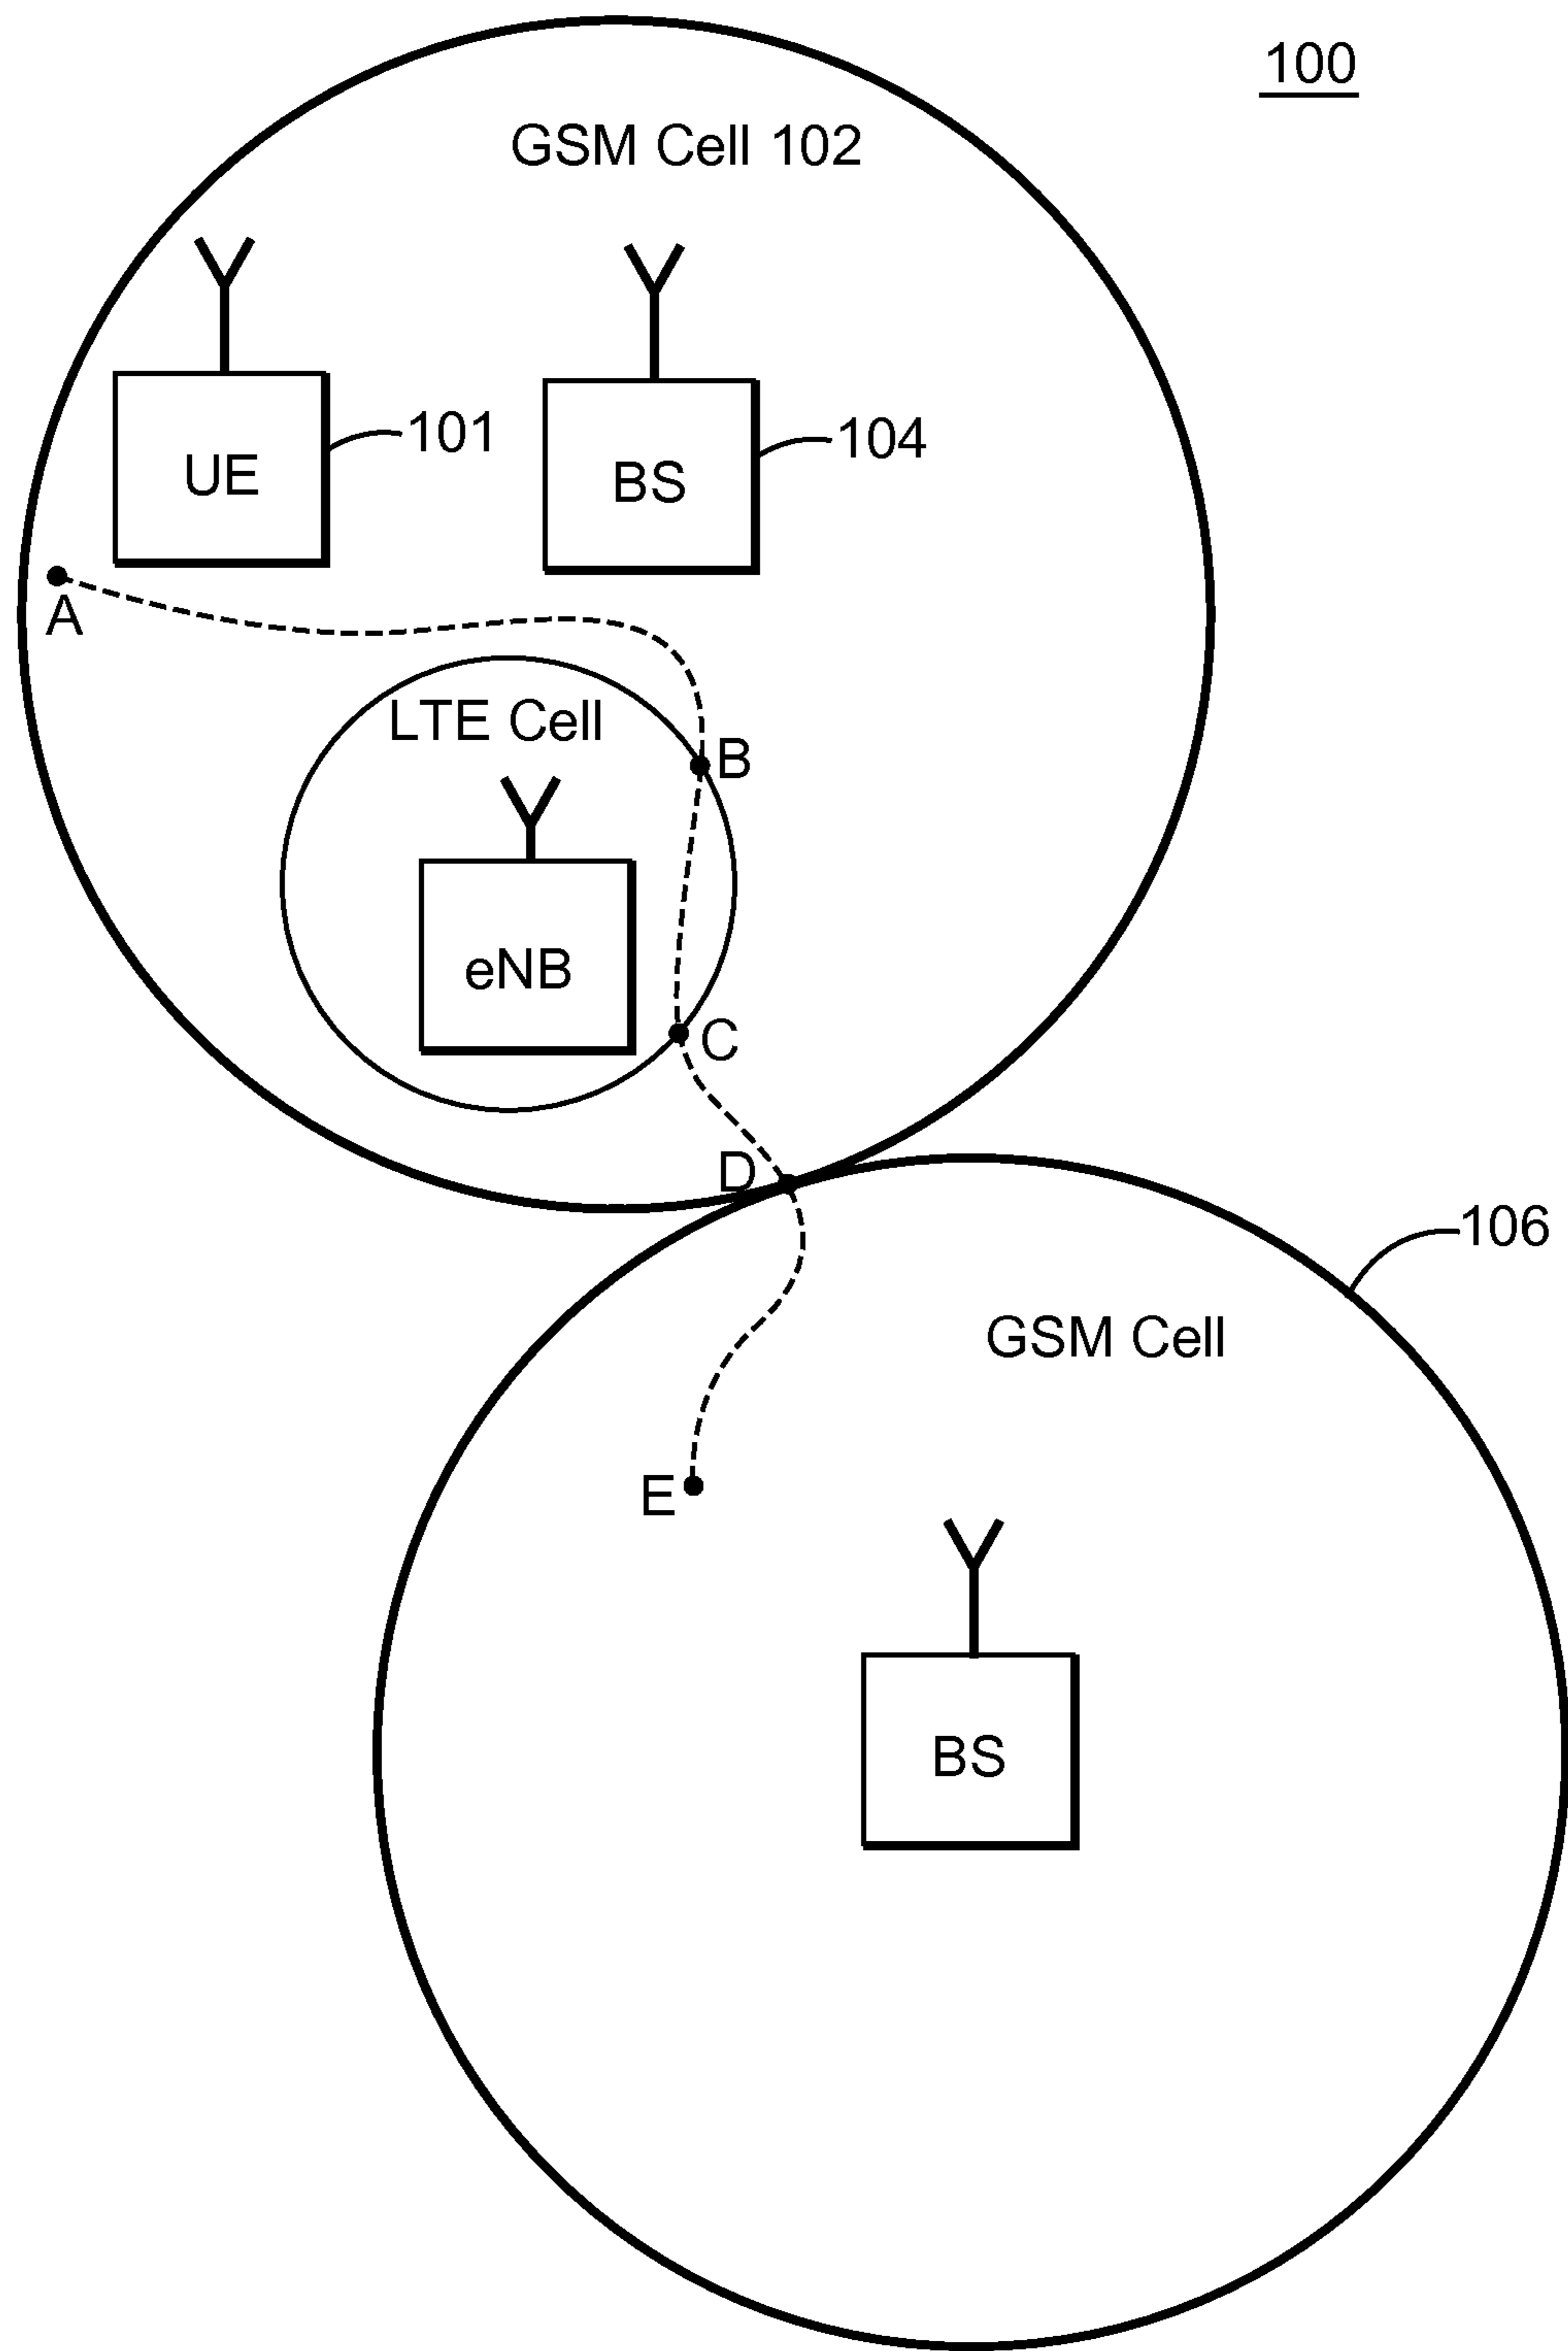 100
GSM Cell 102
101
104
UE
BS
A
LTE Cell
B
eNB
C
D
106
GSM Cell
E
BS